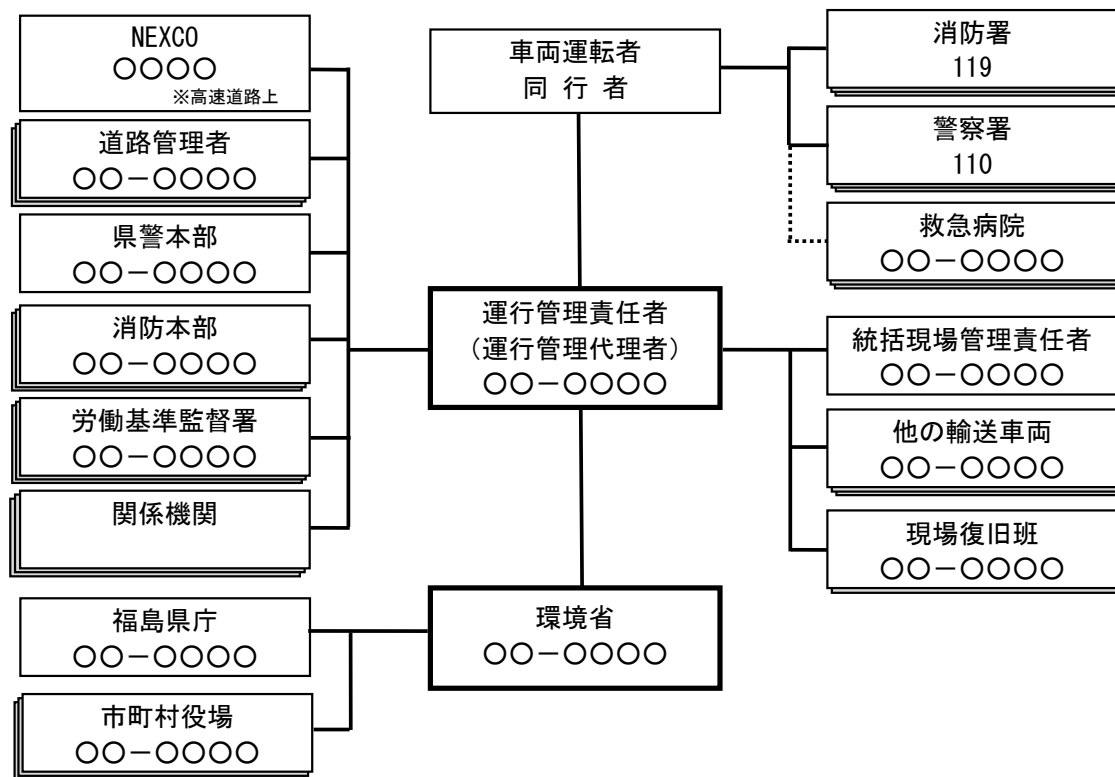 NEXCO
○○○○
※高速道路上
道路管理者
○○－○○○○
県警本部
○○－○○○○
消防本部
○○－○○○○
労働基準監督署
○○－○○○○
関係機関
福島県庁
○○－○○○○
市町村役場
○○－○○○○
車両運転者
同 行 者
運行管理責任者
（運行管理代理者）
○○－○○○○
環境省
○○－○○○○
消防署
119
警察署
110
救急病院
○○－○○○○
統括現場管理責任者
○○－○○○○
他の輸送車両
○○－○○○○
現場復旧班
○○－○○○○